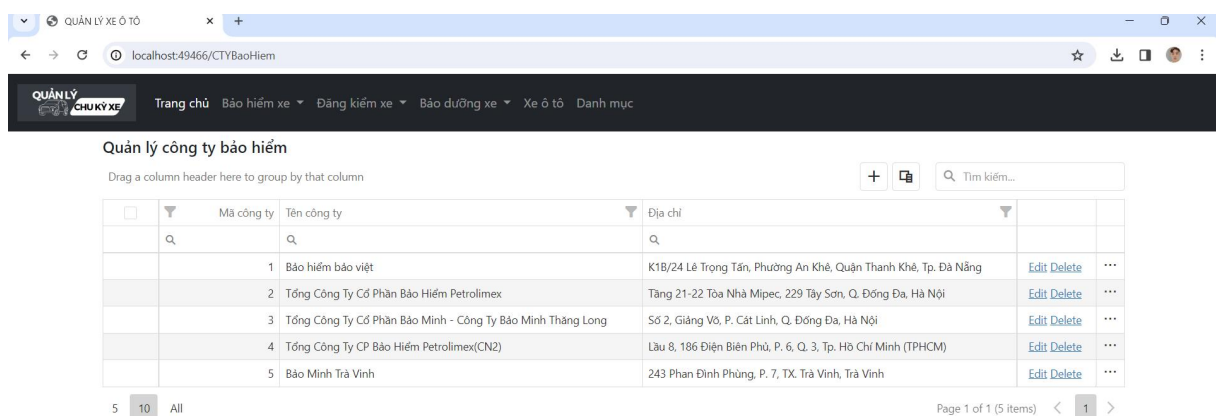 QUẢN LÝ XE Ô TÔ
localhost:49466/CTYBaoHiem
QUẢN LÝ
CHU KỲ XE
Trang chủ Bảo hiểm xe Đăng kiểm xe Bảo dưỡng xe Xe ô tô Danh mục
Quản lý công ty bảo hiểm
Drag a column header here to group by that column Tìm kiếm...
Mã công ty Tên công ty Địa chỉ
1 Bảo hiểm bảo việt K1B/24 Lê Trọng Tấn, Phường An Khê, Quận Thanh Khê, Tp. Đà Nẵng Edit Delete ...
2 Tổng Công Ty Cổ Phần Bảo Hiểm Petrolimex Tầng 21-22 Tòa Nhà Mipec, 229 Tây Sơn, Q. Đống Đa, Hà Nội Edit Delete ...
3 Tổng Công Ty Cổ Phần Bảo Minh - Công Ty Bảo Minh Thăng Long Số 2, Giảng Võ, P. Cát Linh, Q. Đống Đa, Hà Nội Edit Delete ...
4 Tổng Công Ty CP Bảo Hiểm Petrolimex(CN2) Lầu 8, 186 Điện Biên Phủ, P. 6, Q. 3, Tp. Hồ Chí Minh (TPHCM) Edit Delete ...
5 Bảo Minh Trà Vinh 243 Phan Đình Phùng, P. 7, TX. Trà Vinh, Trà Vinh Edit Delete ...
5 10 All Page 1 of 1 (5 items) 1